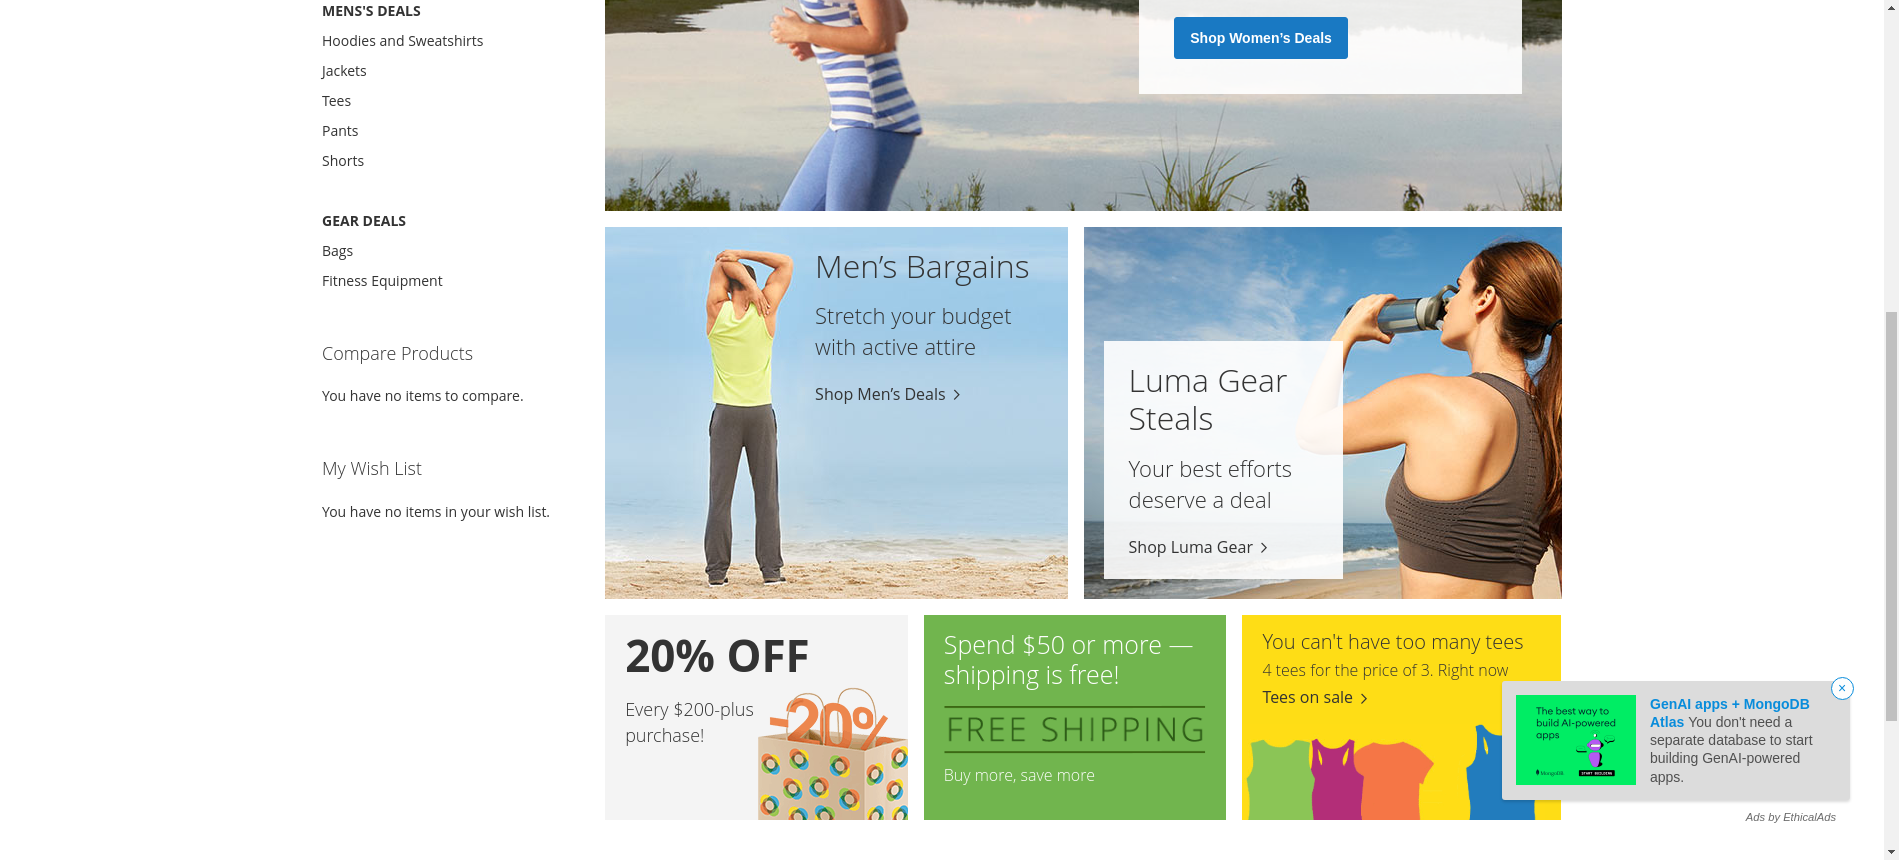 MENS'S DEALS
Hoodies and Sweatshirts
Jackets
Tees
Pants
Shorts
GEAR DEALS
Bags
Fitness Equipment
Compare Products
You have no items to compare.
My Wish List
You have no items in your wish list.
Shop Women’s Deals
Men’s Bargains
Stretch your budget
with active attire
Shop Men’s Deals
Luma Gear
Steals
Your best efforts
deserve a deal
Shop Luma Gear
20% OFF
Every $200-plus
purchase!
-20%
Spend $50 or more —
shipping is free!
FREE SHIPPING
Buy more, save more
You can't have too many tees
4 tees for the price of 3. Right now
Tees on sale
The best way to
build AI-powered
apps
MongoDB
START BUILDING
GenAI apps + MongoDB
Atlas You don't need a
separate database to start
building GenAI-powered
apps.
Ads by EthicalAds